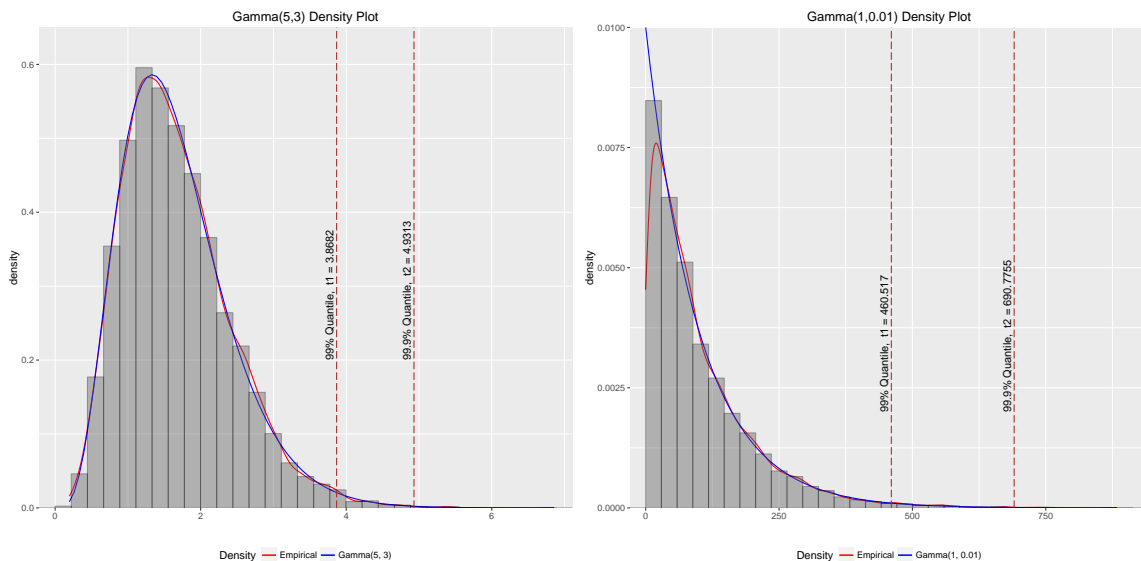 Gamma(5,3) Density Plot
0.6
0.4
0.2
0.0
density
99% Quantile, t1 = 3.8682
99.9% Quantile, t2 = 4.9313
0
2
4
6
Density
Empirical
Gamma(5, 3)
Gamma(1,0.01) Density Plot
0.0100
0.0075
0.0050
0.0025
0.0000
density
99% Quantile, t1 = 460.517
99.9% Quantile, t2 = 690.7755
0
250
500
750
Density
Empirical
Gamma(1, 0.01)